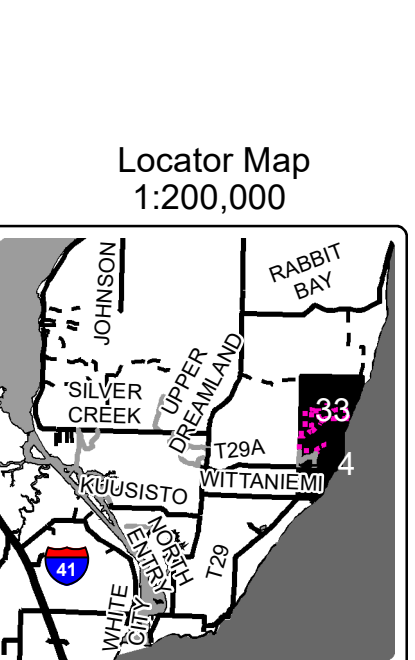 Locator Map
1:200,000
JOHNSON
RABBIT
BAY
UPPER
DREAMLAND
SILVER
CREEK
33
T29A
4
WITTANIEMI
KUUSISTO
NORTH
ENTRY
T29
41
WHITE
CITY